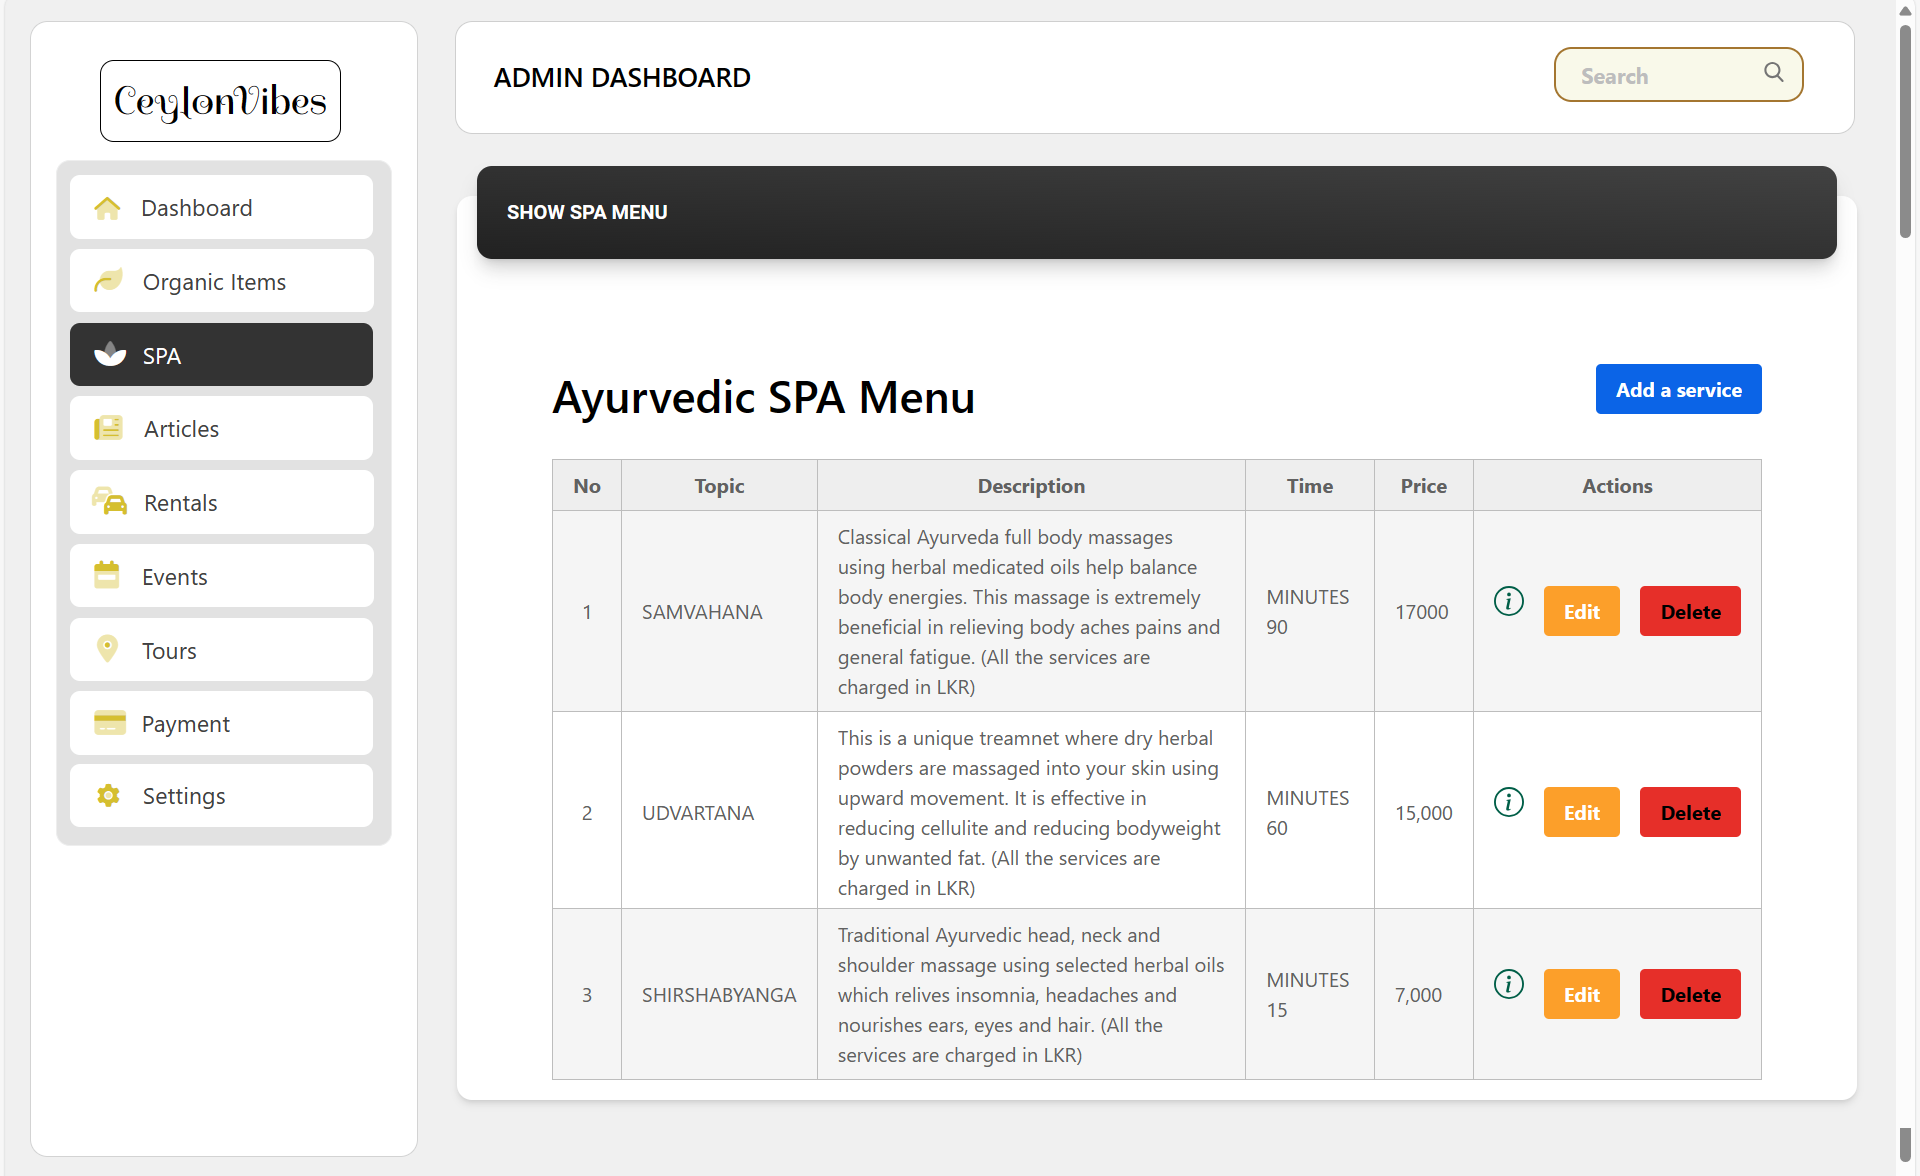 CeylonVibes
Dashboard
Organic Items
SPA
Articles
Rentals
Events
Tours
Payment
Settings
ADMIN DASHBOARD
Search
SHOW SPA MENU
Ayurvedic SPA Menu
Add a service
No Topic Description Time Price Actions
Classical Ayurveda full body massages
using herbal medicated oils help balance
body energies. This massage is extremely
beneficial in relieving body aches pains and
general fatigue. (All the services are
charged in LKR)
1 SAMVAHANA
MINUTES
90
17000
i Edit Delete
This is a unique treamnet where dry herbal
powders are massaged into your skin using
upward movement. It is effective in
reducing cellulite and reducing bodyweight
by unwanted fat. (All the services are
charged in LKR)
2 UDVARTANA
MINUTES
60
15,000
i Edit Delete
Traditional Ayurvedic head, neck and
shoulder massage using selected herbal oils
which relives insomnia, headaches and
nourishes ears, eyes and hair. (All the
services are charged in LKR)
3 SHIRSHABYANGA
MINUTES
15
7,000
i Edit Delete